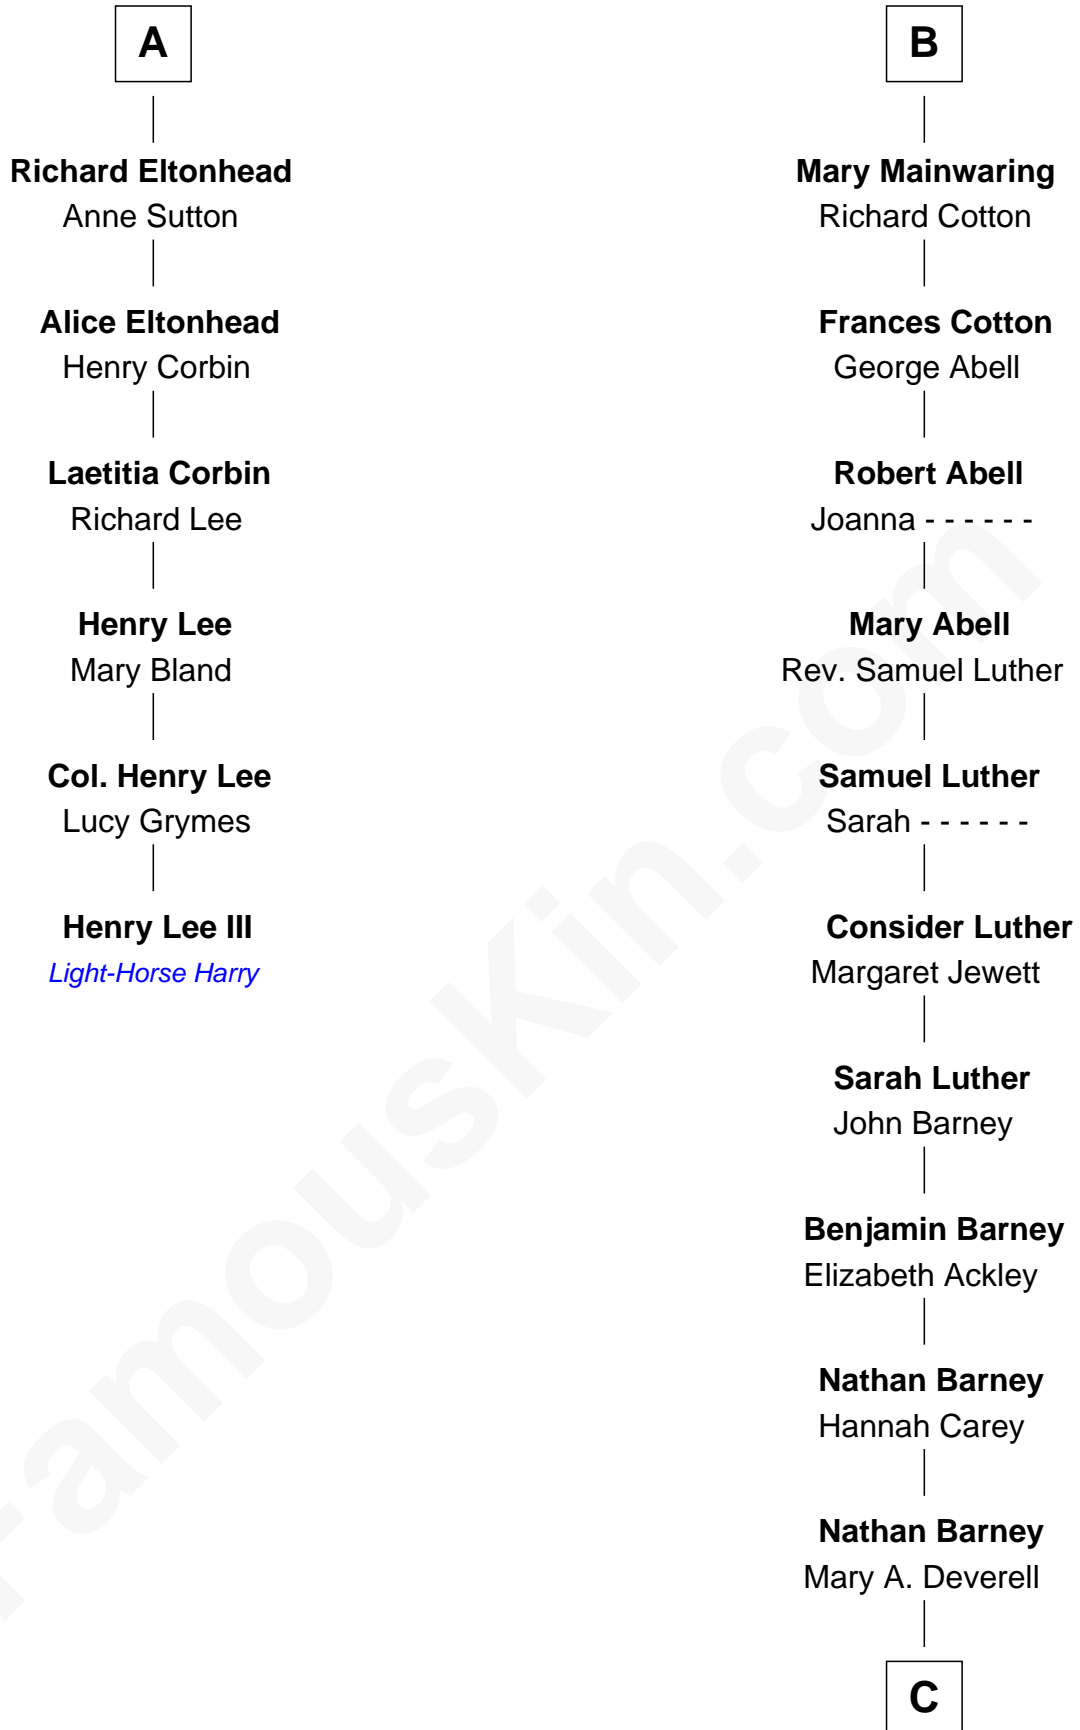 A
Richard Eltonhead
Anne Sutton
Alice Eltonhead
Henry Corbin
Laetitia Corbin
Richard Lee
Henry Lee
Mary Bland
Col. Henry Lee
Lucy Grymes
Henry Lee III
Light-Horse Harry
B
Mary Mainwaring
Richard Cotton
Frances Cotton
George Abell
Robert Abell
Joanna - - - - - -
Mary Abell
Rev. Samuel Luther
Samuel Luther
Sarah - - - - - -
Consider Luther
Margaret Jewett
Sarah Luther
John Barney
Benjamin Barney
Elizabeth Ackley
Nathan Barney
Hannah Carey
Nathan Barney
Mary A. Deverell
C
FamousKin.com